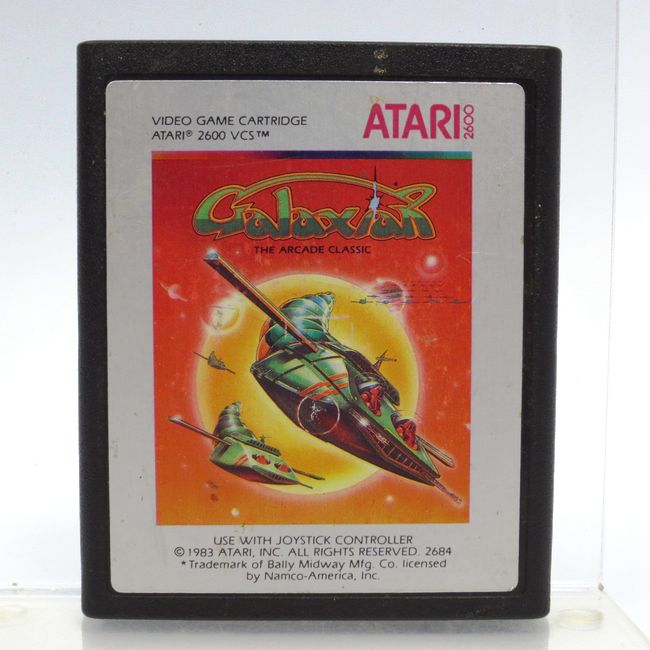 VIDEO GAME CARTRIDGE
ATARI® 2600 VCS™
ATARI 2600
Galaxian
THE ARCADE CLASSIC
USE WITH JOYSTICK CONTROLLER
© 1983 ATARI, INC. ALL RIGHTS RESERVED. 2684
* Trademark of Bally Midway Mfg. Co. licensed
by Namco-America, Inc.